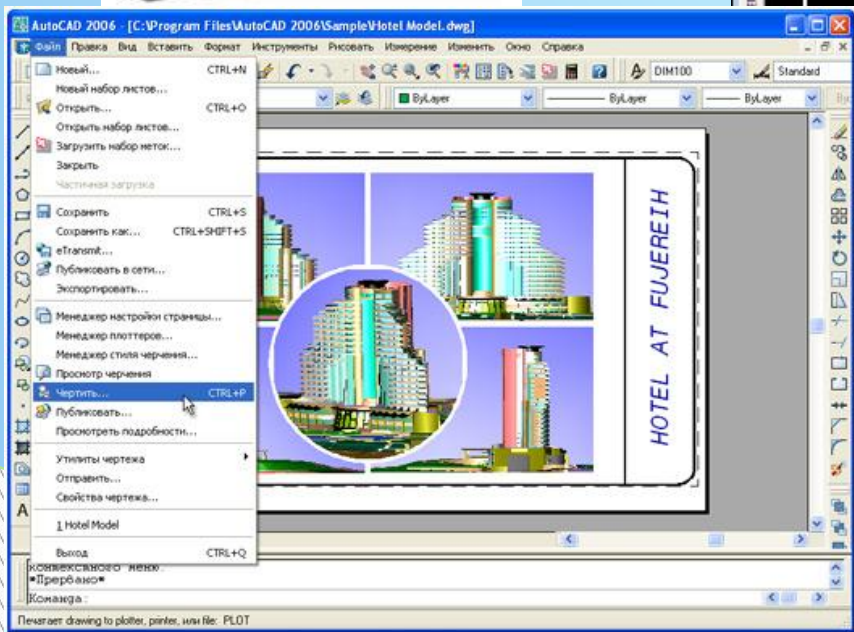 AutoCAD 2006 - [C:\Program Files\AutoCAD 2006\Sample\Hotel Model.dwg]
Файл Правка Вид Вставить Формат Инструменты Рисовать Измерение Изменить Окно Справка
DIM100 Standard
ByLayer ByLayer ByLayer
Новый... CTRL+N
Новый набор листов...
Открыть... CTRL+O
Открыть набор листов...
Загрузить набор меток...
Закрыть
Частичная загрузка
Сохранить CTRL+S
Сохранить как... CTRL+SHIFT+S
eTransmit...
Публиковать в сети...
Экспортировать...
Менеджер настройки страницы...
Менеджер плоттеров...
Менеджер стиля черчения...
Просмотр черчения
Чертить... CTRL+P
Публиковать...
Просмотреть подробности...
Утилиты чертежа
Отправить...
Свойства чертежа...
1 Hotel Model
Выход CTRL+Q
HOTEL AT FUJEREIH
A
*Прервано*
Команда:
Печатает drawing to plotter, printer, или file: PLOT